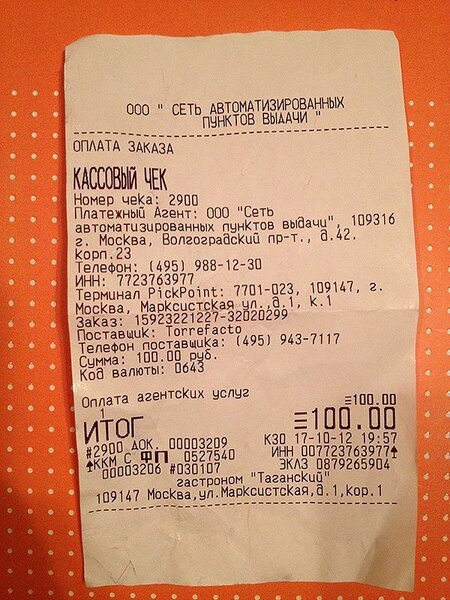 ООО " СЕТЬ АВТОМАТИЗИРОВАННЫХ
ПУНКТОВ ВЫДАЧИ "
ОПЛАТА ЗАКАЗА
КАССОВЫЙ ЧЕК
Номер чека: 2900
Платежный Агент: ООО "Сеть
автоматизированных пунктов выдачи", 109316
г. Москва, Волгоградский пр-т., д.42.
корп.23
Телефон: (495) 988-12-30
ИНН: 7723763977
Терминал PickPoint: 7701-023, 109147, г.
Москва, Марксистская ул.,д.1, к.1
Заказ: 15923221227-32020299
Поставщик: Torrefacto
Телефон поставщика: (495) 943-7117
Сумма: 100.00 руб.
Код валюты: 0643
Оплата агентских услуг
1 ≡100.00
ИТОГ ≡100.00
#2900 ДОК. 00003209 К30 17-10-12 19:57
ККМ С ФП 0527540 ИНН 007723763977
00003206 #030107 ЭКЛЗ 0879265904
гастроном "Таганский"
109147 Москва,ул.Марксистская,д.1,кор.1